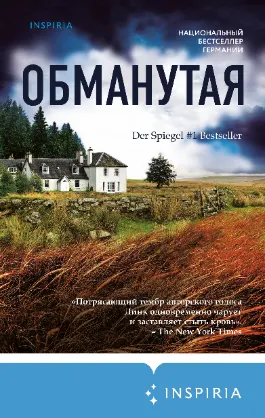 INSPIRIA
НАЦИОНАЛЬНЫЙ
БЕСТСЕЛЛЕР
ГЕРМАНИИ
ОБМАНУТАЯ
Der Spiegel #1 Bestseller
«Потрясающий тембр авторского голоса
Линк одновременно чарует
и заставляет стыть кровь».
– The New York Times
INSPIRIA